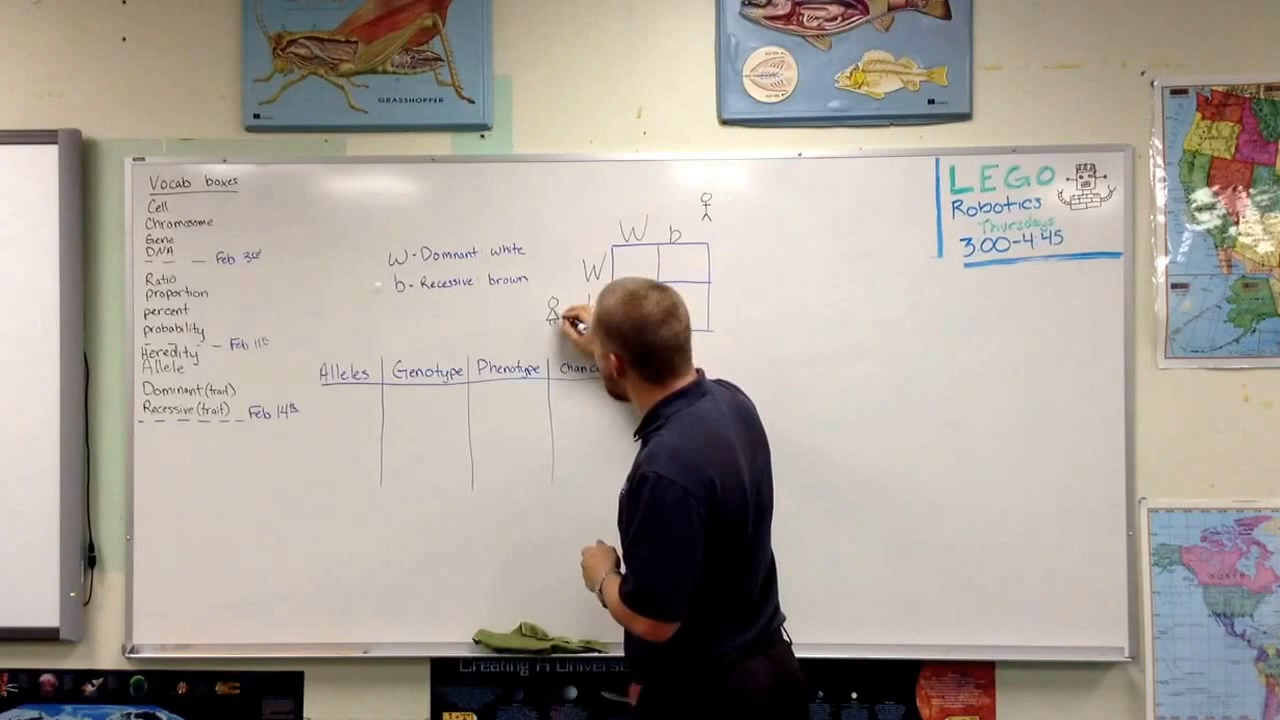 GRASSHOPPER
Vocab boxes
Cell
Chromosome
Gene
DNA
Feb 3rd
Ratio
proportion
percent
probability
Feb 11th
Heredity
Allele
Dominant (trait)
Recessive (trait)
Feb 14th
W - Dominant: white
b - Recessive: brown
W b
W
Alleles Genotype Phenotype Chanc
LEGO
Robotics
Thursdays
3:00-4:45
NORTH
Creating A Universe